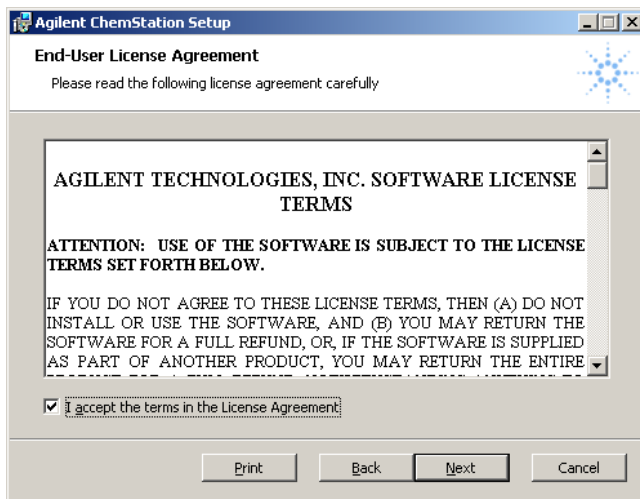 Agilent ChemStation Setup
End-User License Agreement
Please read the following license agreement carefully
AGILENT TECHNOLOGIES, INC. SOFTWARE LICENSE
TERMS
ATTENTION: USE OF THE SOFTWARE IS SUBJECT TO THE LICENSE
TERMS SET FORTH BELOW.
IF YOU DO NOT AGREE TO THESE LICENSE TERMS, THEN (A) DO NOT
INSTALL OR USE THE SOFTWARE, AND (B) YOU MAY RETURN THE
SOFTWARE FOR A FULL REFUND, OR, IF THE SOFTWARE IS SUPPLIED
AS PART OF ANOTHER PRODUCT, YOU MAY RETURN THE ENTIRE
I accept the terms in the License Agreement
Print Back Next Cancel